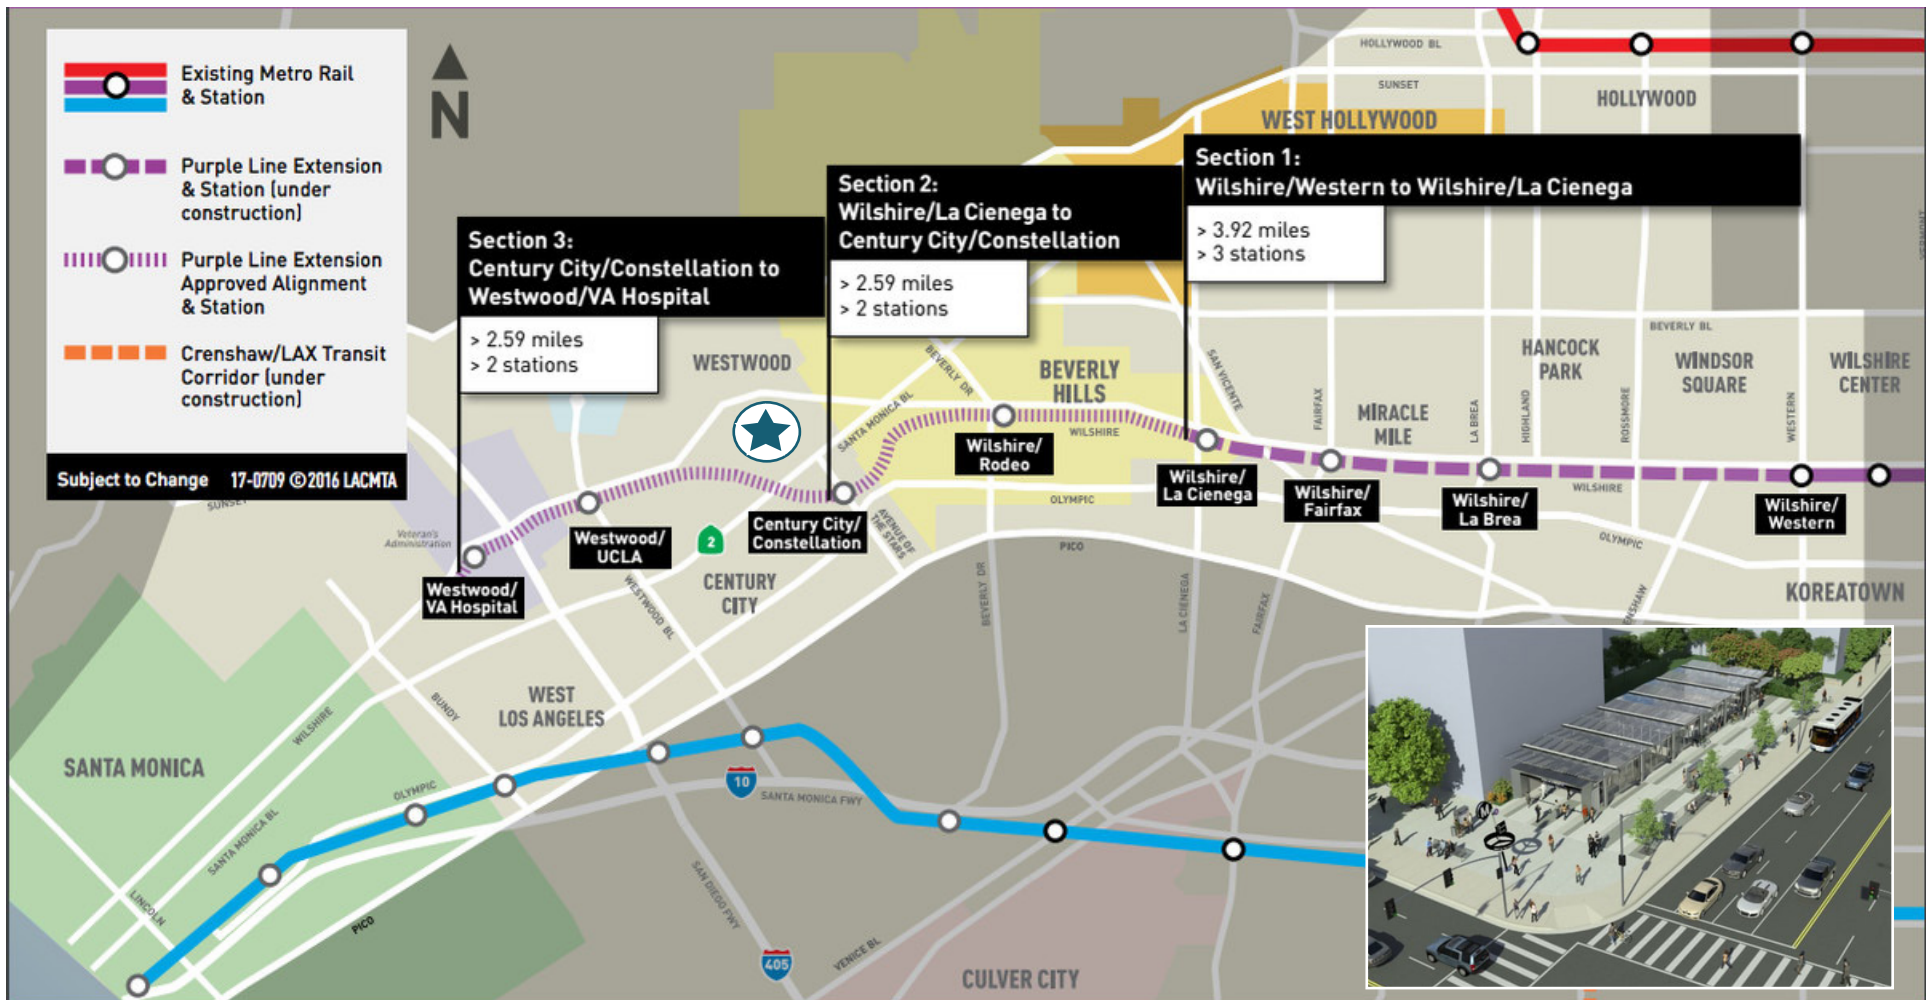 Existing Metro Rail
& Station
Purple Line Extension
& Station (under
construction)
Purple Line Extension
Approved Alignment
& Station
Crenshaw/LAX Transit
Corridor (under
construction)
Subject to Change 17-0709 ©2016 LACMTA
N
HOLLYWOOD BL
SUNSET
HOLLYWOOD
WEST HOLLYWOOD
Section 1:
Wilshire/Western to Wilshire/La Cienega
> 3.92 miles
> 3 stations
Section 2:
Wilshire/La Cienega to
Century City/Constellation
> 2.59 miles
> 2 stations
Section 3:
Century City/Constellation to
Westwood/VA Hospital
> 2.59 miles
> 2 stations
VERMONT
BEVERLY BL
WESTWOOD
BEVERLY DR
BEVERLY
HILLS
SAN VICENTE
HANCOCK
PARK
WINDSOR
SQUARE
WILSHIRE
CENTER
FAIRFAX
MIRACLE
MILE
LA BREA
HIGHLAND
ROSSMORE
WESTERN
SANTA MONICA BL
WILSHIRE
Wilshire/
Rodeo
Wilshire/
La Cienega
Wilshire/
Fairfax
Wilshire/
La Brea
WILSHIRE
Wilshire/
Western
SUNSET
Veteran's
Administration
OLYMPIC
Westwood/
UCLA
2
Century City/
Constellation
AVENUE OF
THE STARS
OLYMPIC
PICO
Westwood/
VA Hospital
WESTWOOD BL
CENTURY
CITY
BEVERLY DR
LA CIENEGA
FAIRFAX
ENSHAW
KOREATOWN
BUNDY
WEST
LOS ANGELES
WILSHIRE
SANTA MONICA
OLYMPIC
10
SANTA MONICA FWY
SANTA MONICA BL
LINCOLN
PICO
SAN DIEGO FWY
405
VENICE BL
CULVER CITY
M